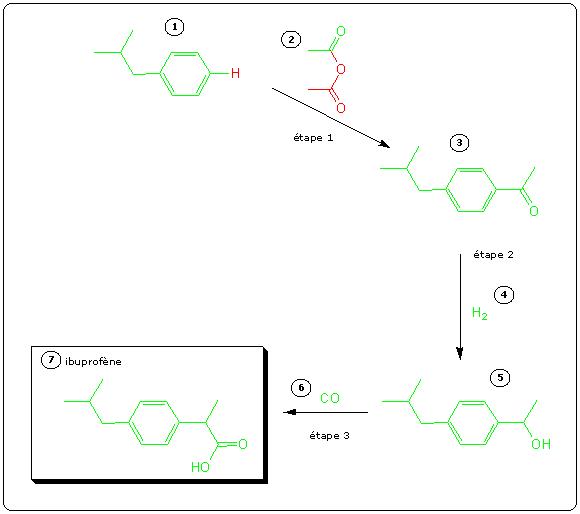 1
2
O
O
O
H
étape 1
3
O
étape 2
4
H2
5
OH
6
CO
étape 3
7 ibuprofène
O
HO